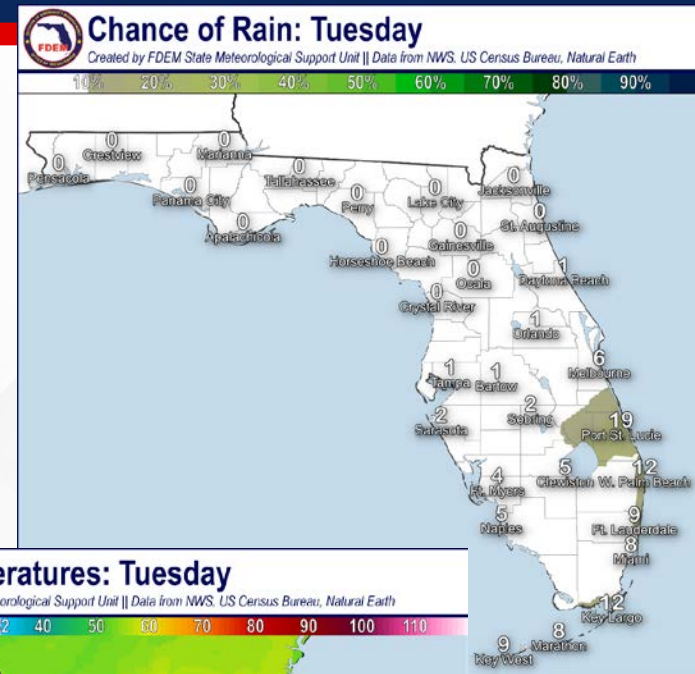 Chance of Rain: Tuesday
Created by FDEM State Meteorological Support Unit || Data from NWS. US Census Bureau, Natural Earth
FDEM
10% 20% 30% 40% 50% 60% 70% 80% 90%
0
Pensacola
0
Crestview
0
Marianna
0
Panama City
0
Apalachicola
0
Tallahassee
0
Perry
0
Lake City
0
Jacksonville
0
St. Augustine
0
Horseshoe Beach
0
Gainesville
0
Ocala
1
Daytona Beach
0
Crystal River
1
Orlando
6
Melbourne
1
Tampa
1
Bartow
2
Sebring
2
Sarasota
19
Port St. Lucie
4
Ft. Myers
5
Clewiston
12
W. Palm Beach
5
Naples
9
Ft. Lauderdale
8
Miami
12
Key Largo
8
Marathon
9
Key West
eratures: Tuesday
orological Support Unit || Data from NWS. US Census Bureau, Natural Earth
2 40 50 60 70 80 90 100 110